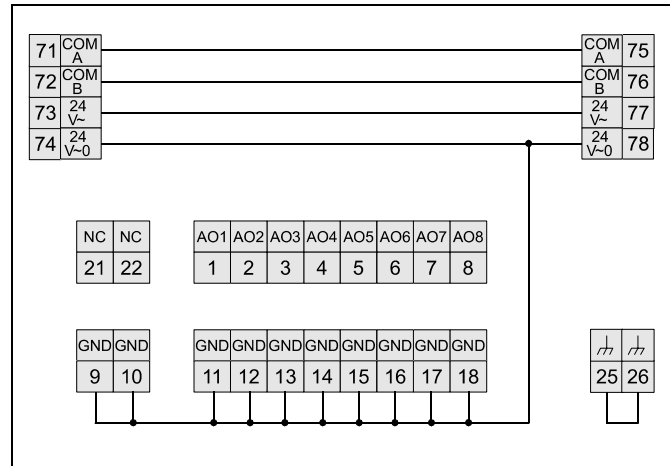 71 COM A COM A 75
72 COM B COM B 76
73 24 V~ 24 V~ 77
74 24 V~0 24 V~0 78
NC NC AO1 AO2 AO3 AO4 AO5 AO6 AO7 AO8
21 22 1 2 3 4 5 6 7 8
GND GND GND GND GND GND GND GND GND GND
9 10 11 12 13 14 15 16 17 18 25 26